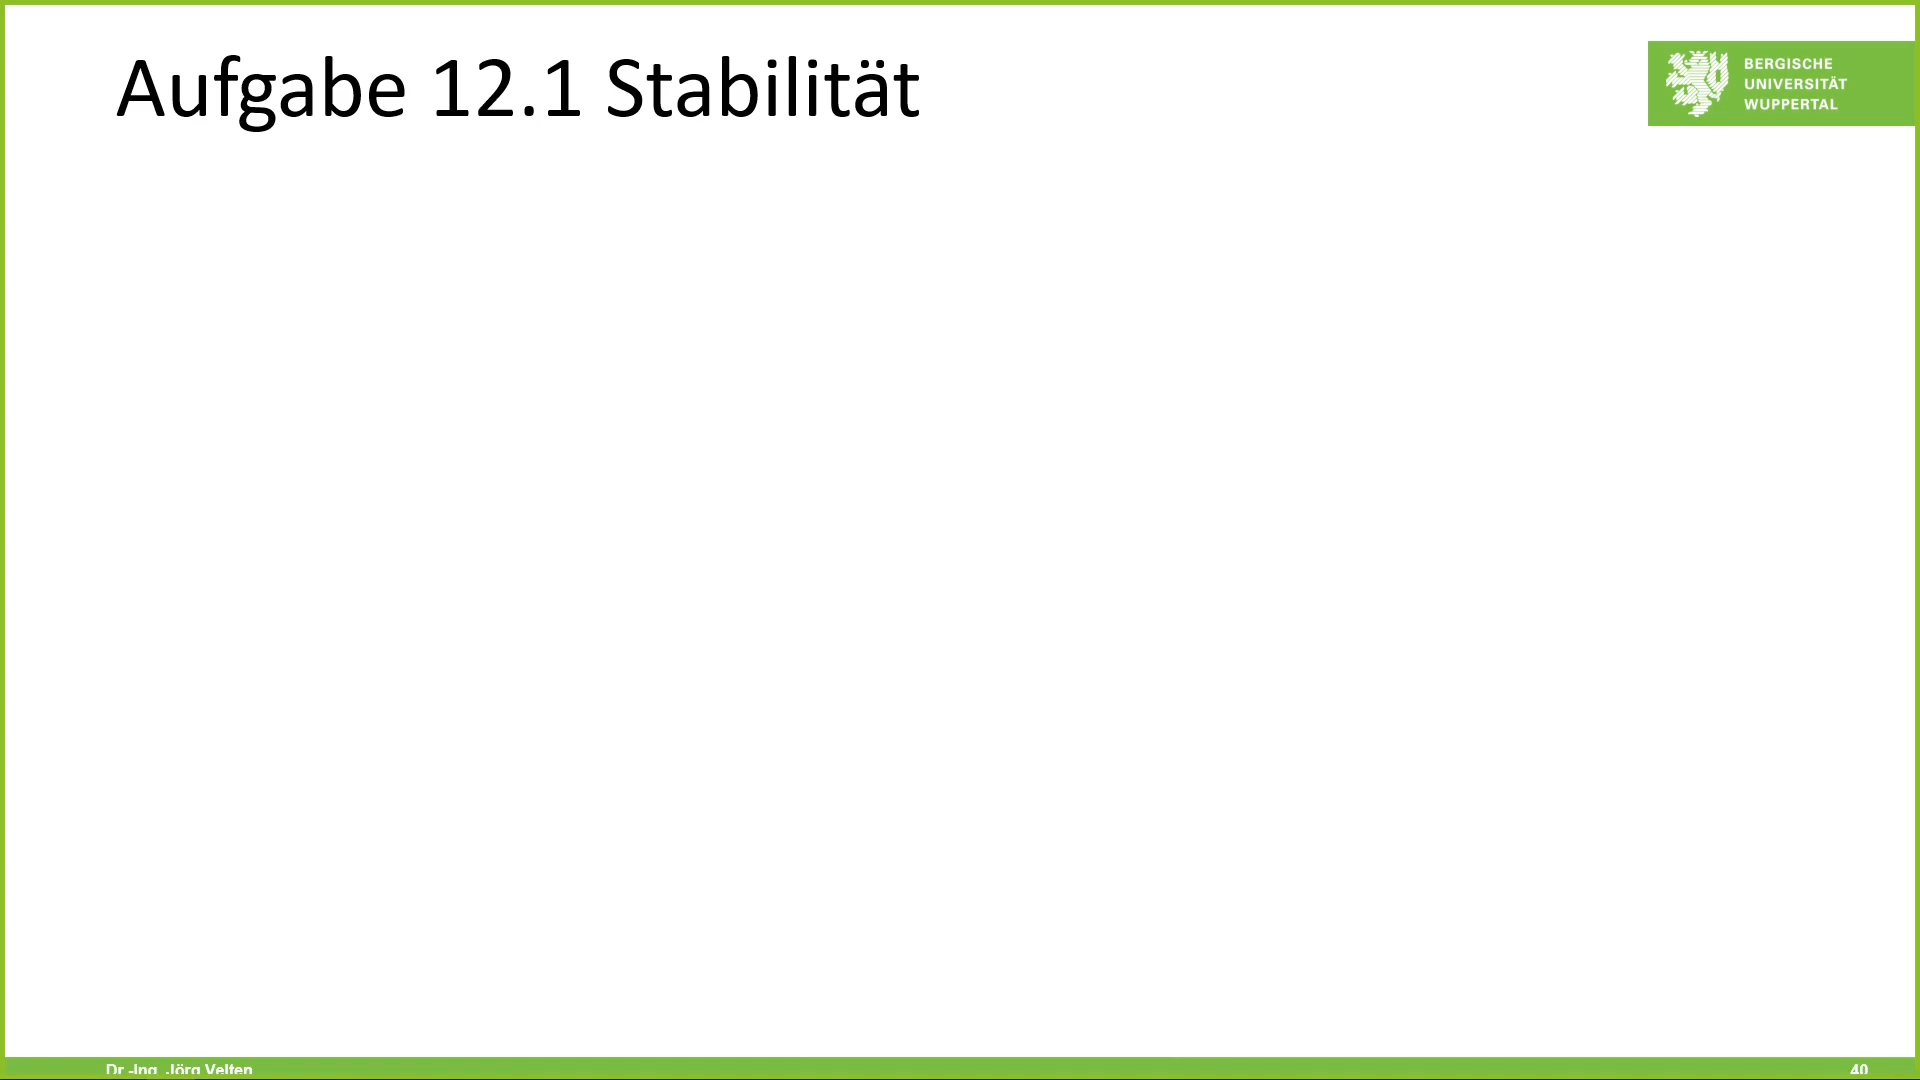 Aufgabe 12.1 Stabilität
BERGISCHE
UNIVERSITÄT
WUPPERTAL
Dr.-Ing. Jörg Velten
40